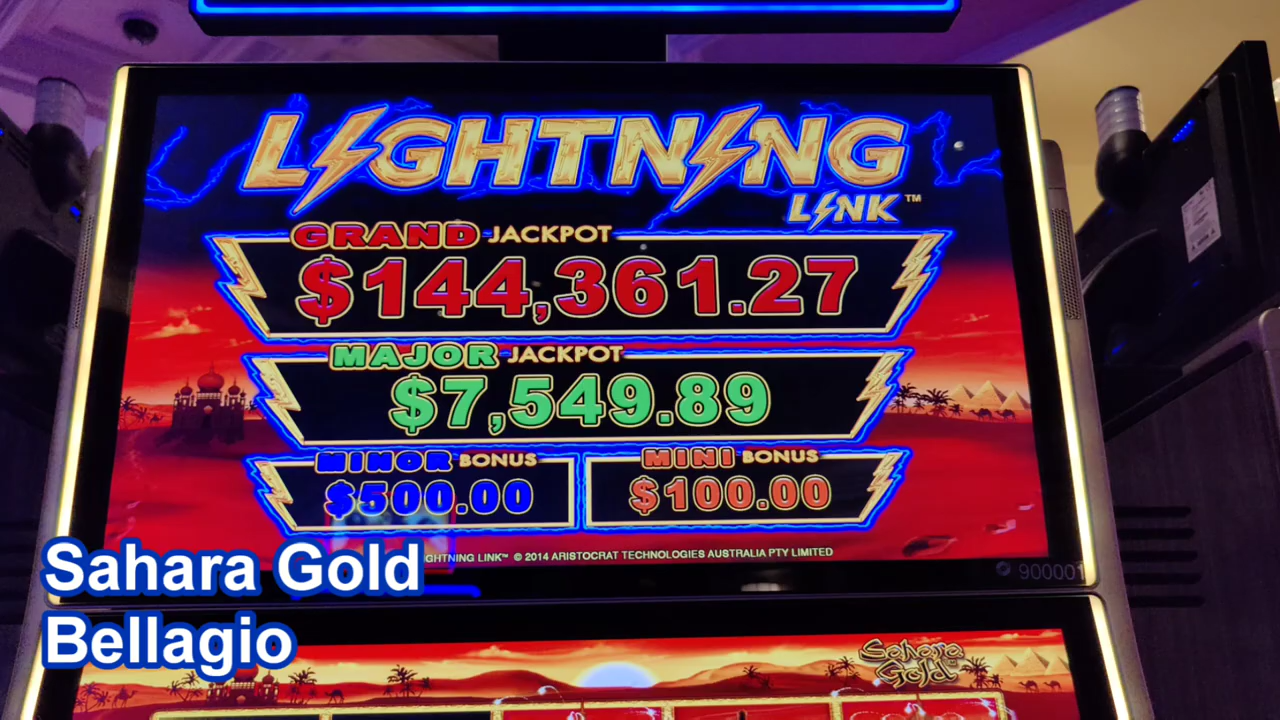 LIGHTNING
LINK™
GRAND JACKPOT
$144,361.27
MAJOR JACKPOT
$7,549.89
MINOR BONUS
$500.00
MINI BONUS
$100.00
GHTNING LINK™ © 2014 ARISTOCRAT TECHNOLOGIES AUSTRALIA PTY LIMITED
900001
Sahara Gold
Bellagio
Sahara
Gold